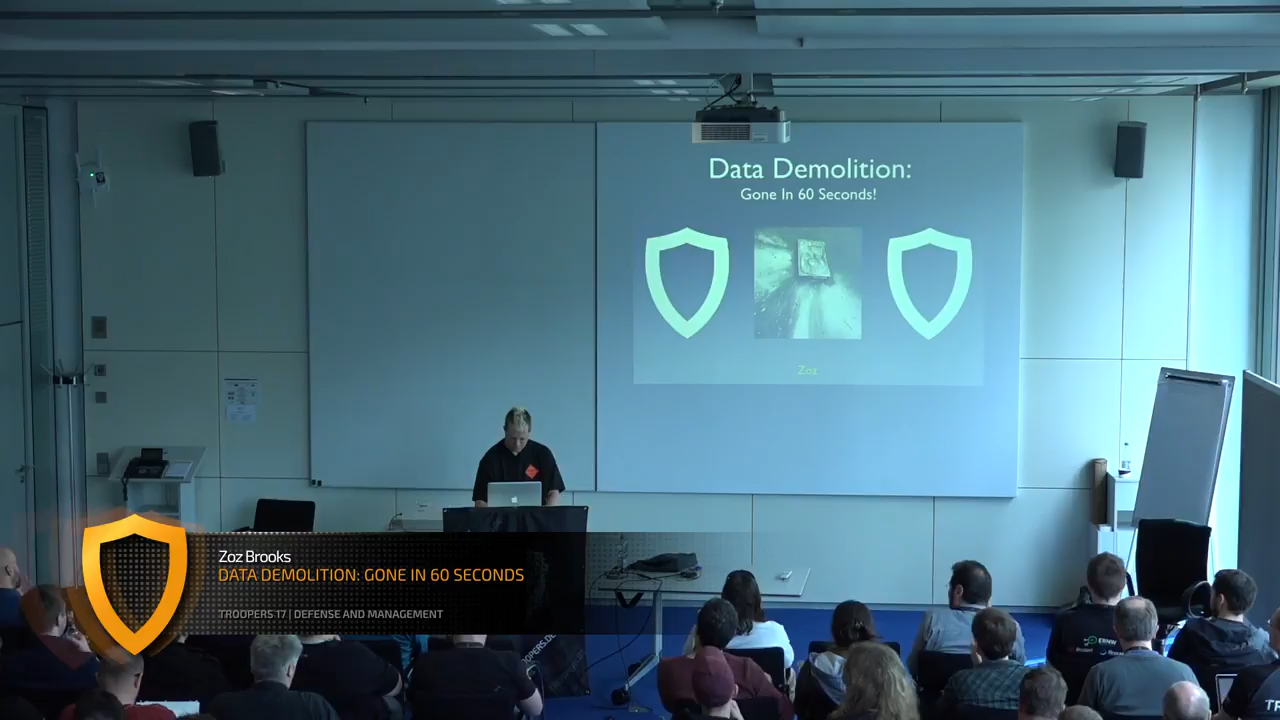 Data Demolition:
Gone In 60 Seconds!
Zoz
Zoz Brooks
DATA DEMOLITION: GONE IN 60 SECONDS
TROOPERS 17 | DEFENSE AND MANAGEMENT
ERNW